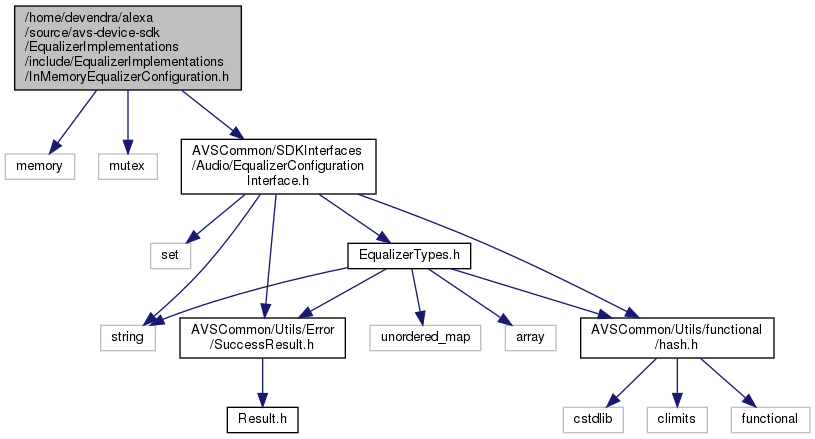 /home/devendra/alexa
/source/avs-device-sdk
/EqualizerImplementations
/include/EqualizerImplementations
/InMemoryEqualizerConfiguration.h
memory
mutex
AVSCommon/SDKInterfaces
/Audio/EqualizerConfiguration
Interface.h
set
EqualizerTypes.h
string
AVSCommon/Utils/Error
/SuccessResult.h
unordered_map
array
AVSCommon/Utils/functional
/hash.h
Result.h
cstdlib
climits
functional